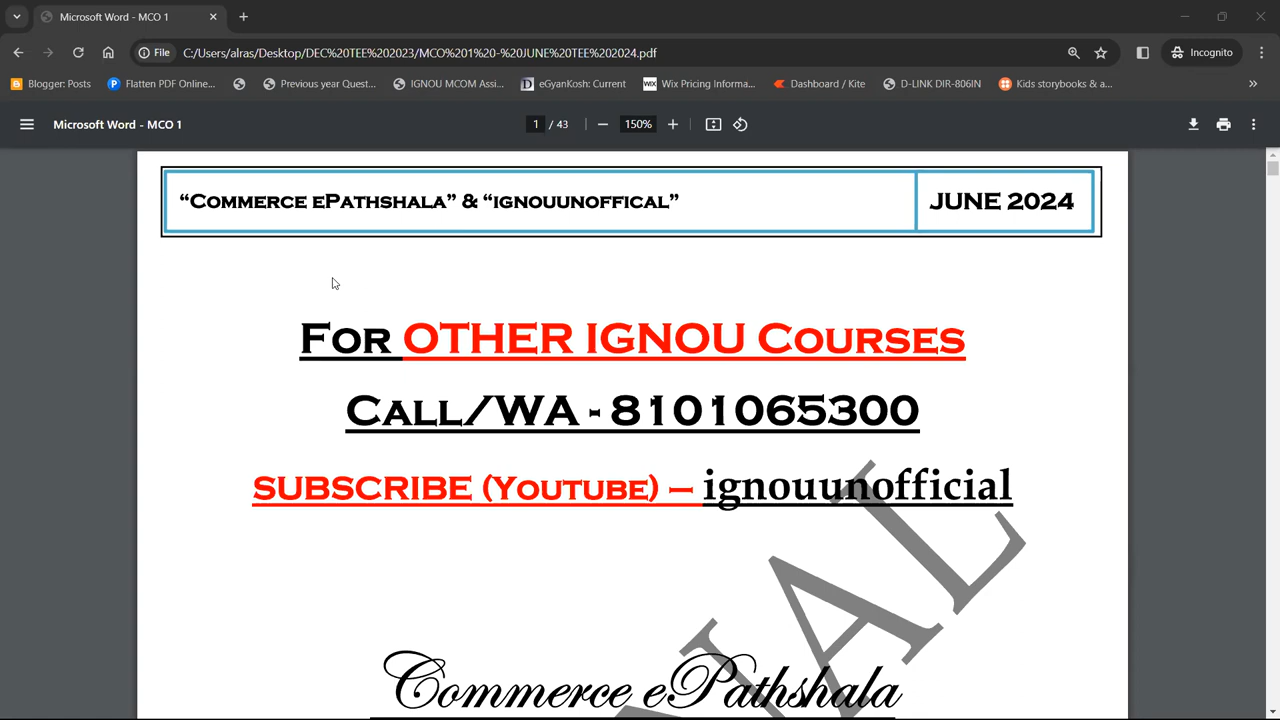 Microsoft Word - MCO 1
File C:/Users/alras/Desktop/DEC%20TEE%202023/MCO%201%20-%20JUNE%20TEE%202024.pdf Incognito
Blogger: Posts Flatten PDF Online... Previous year Quest... IGNOU MCOM Assi... eGyanKosh: Current Wix Pricing Informa... Dashboard / Kite D-LINK DIR-806IN Kids storybooks & a...
Microsoft Word - MCO 1 1 / 43 150%
“Commerce ePathshala” & “ignouunoffical” JUNE 2024
For OTHER IGNOU Courses
Call/WA - 8101065300
SUBSCRIBE (Youtube) – ignouunofficial
Commerce ePathshala